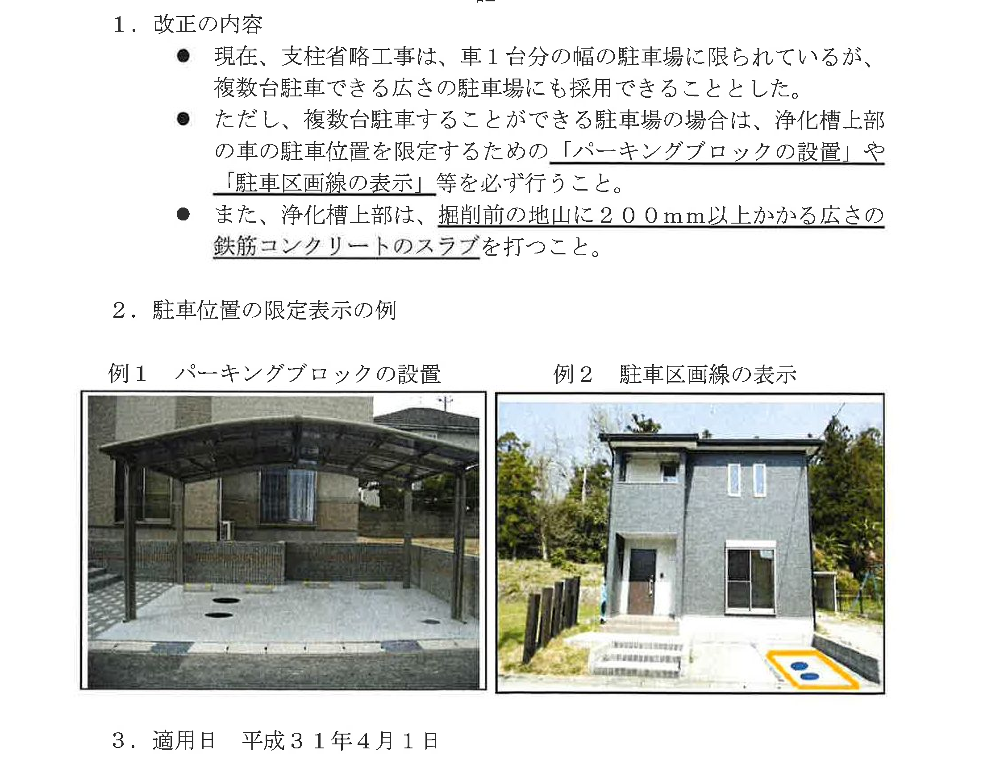 １．改正の内容
● 現在、支柱省略工事は、車１台分の幅の駐車場に限られているが、
複数台駐車できる広さの駐車場にも採用できることとした。
● ただし、複数台駐車することができる駐車場の場合は、浄化槽上部
の車の駐車位置を限定するための「パーキングブロックの設置」や
「駐車区画線の表示」等を必ず行うこと。
● また、浄化槽上部は、掘削前の地山に２００ｍｍ以上かかる広さの
鉄筋コンクリートのスラブを打つこと。
２．駐車位置の限定表示の例
例１　パーキングブロックの設置
例２　駐車区画線の表示
３．適用日　平成３１年４月１日